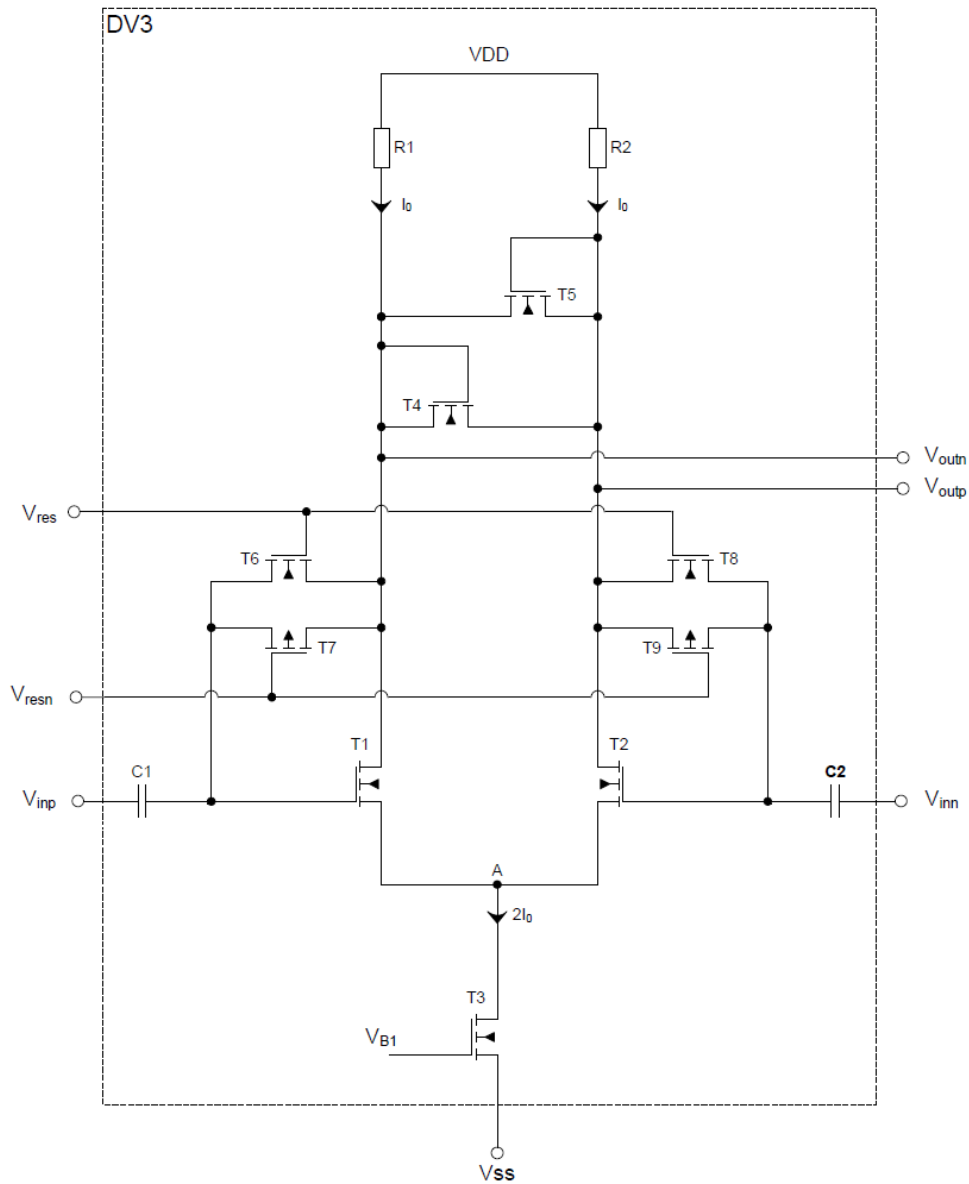 DV3
VDD
R1
R2
I₀
I₀
T5
T4
Voutn
Voutp
Vres
T6
T8
T7
T9
Vresn
T1
T2
C1
C2
Vinp
Vinn
A
2I₀
T3
VB1
Vss